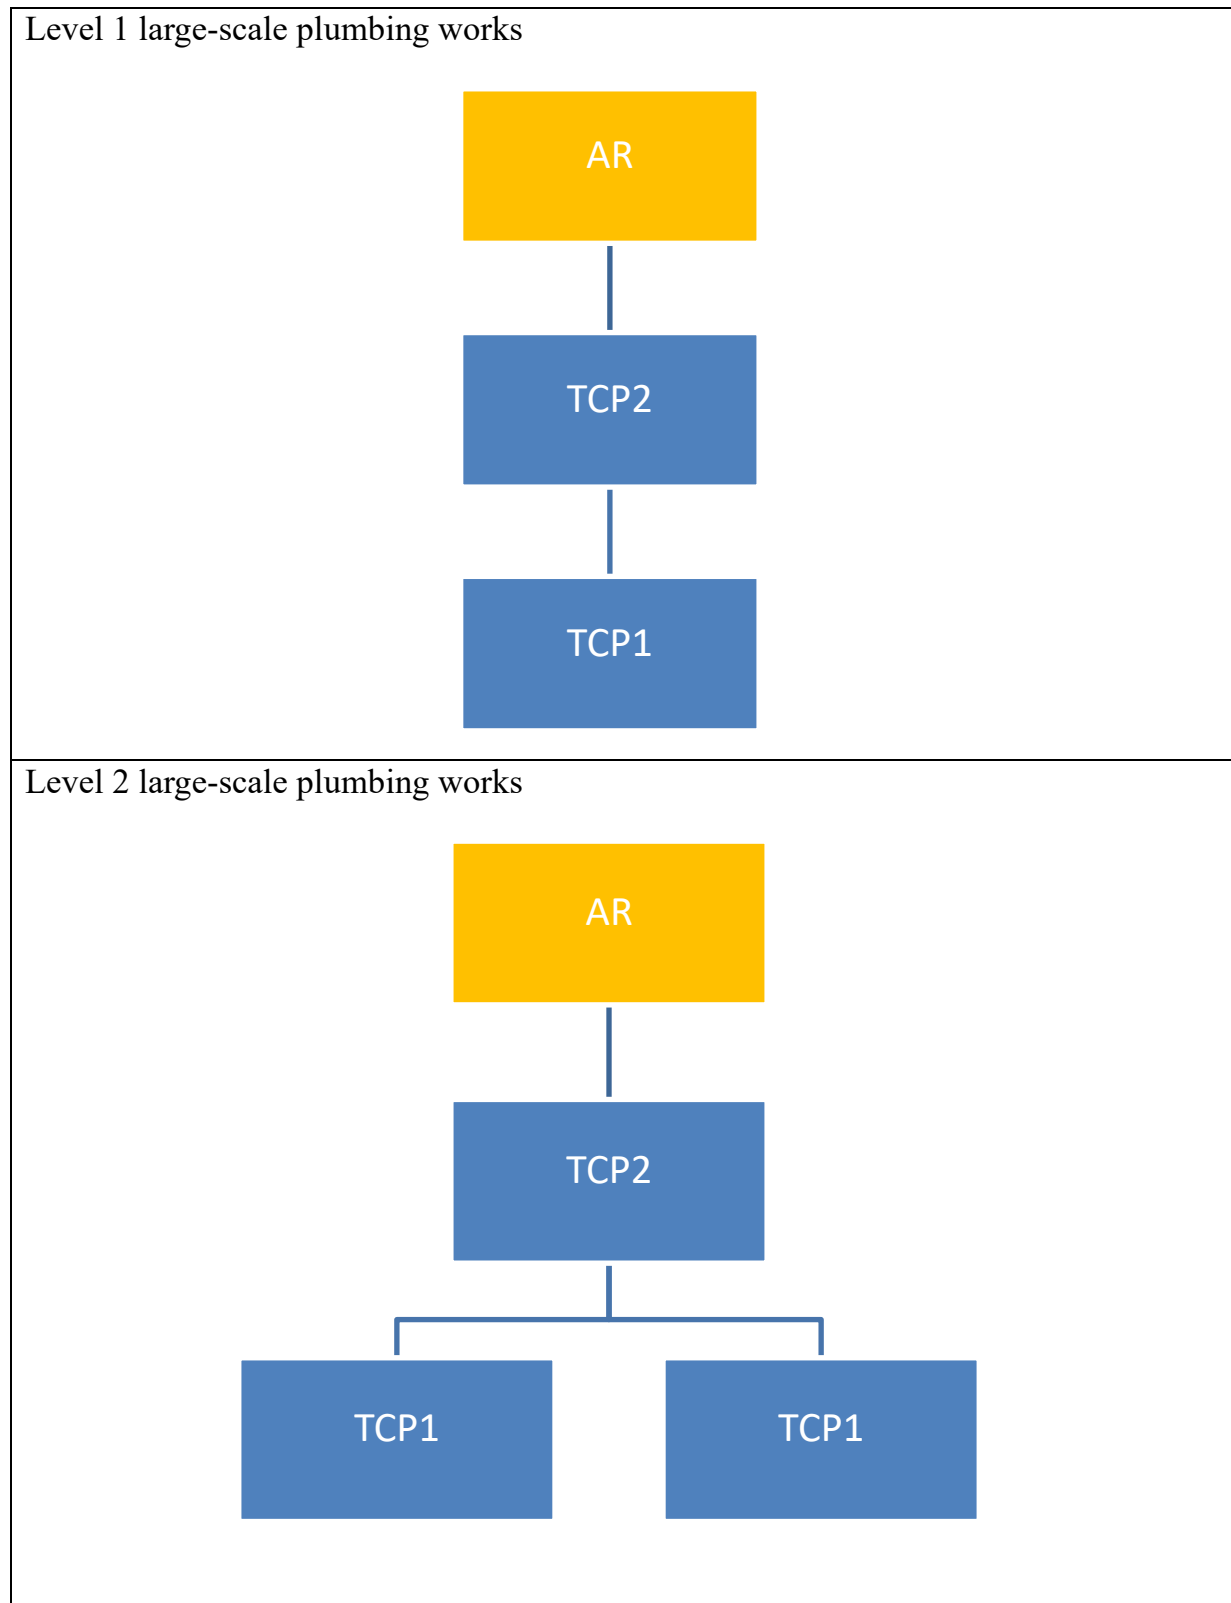 Level 1 large-scale plumbing works
AR
TCP2
TCP1
Level 2 large-scale plumbing works
AR
TCP2
TCP1
TCP1